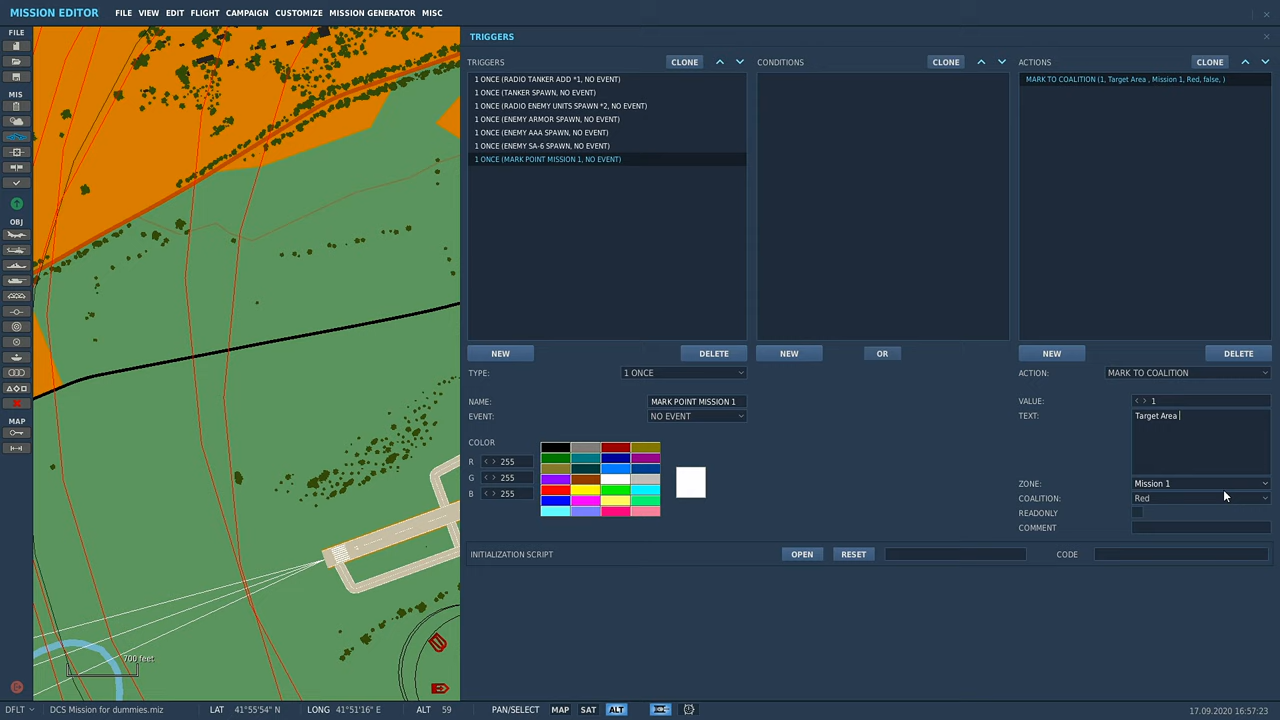 MISSION EDITOR FILE VIEW EDIT FLIGHT CAMPAIGN CUSTOMIZE MISSION GENERATOR MISC
FILE
MIS
OBJ
MAP
TRIGGERS
TRIGGERS CLONE CONDITIONS CLONE ACTIONS CLONE
1 ONCE (RADIO TANKER ADD *1, NO EVENT)
1 ONCE (TANKER SPAWN, NO EVENT)
1 ONCE (RADIO ENEMY UNITS SPAWN *2, NO EVENT)
1 ONCE (ENEMY ARMOR SPAWN, NO EVENT)
1 ONCE (ENEMY AAA SPAWN, NO EVENT)
1 ONCE (ENEMY SA-6 SPAWN, NO EVENT)
1 ONCE (MARK POINT MISSION 1, NO EVENT)
MARK TO COALITION (1, Target Area , Mission 1, Red, false, )
NEW DELETE NEW OR NEW DELETE
TYPE: 1 ONCE
NAME: MARK POINT MISSION 1
EVENT: NO EVENT
COLOR
R 255
G 255
B 255
ACTION: MARK TO COALITION
VALUE: 1
TEXT: Target Area
ZONE: Mission 1
COALITION: Red
READONLY
COMMENT
INITIALIZATION SCRIPT OPEN RESET CODE
700 feet
DFLT DCS Mission for dummies.miz LAT 41°55'54" N LONG 41°51'16" E ALT 59 PAN/SELECT MAP SAT ALT 17.09.2020 16:57:23